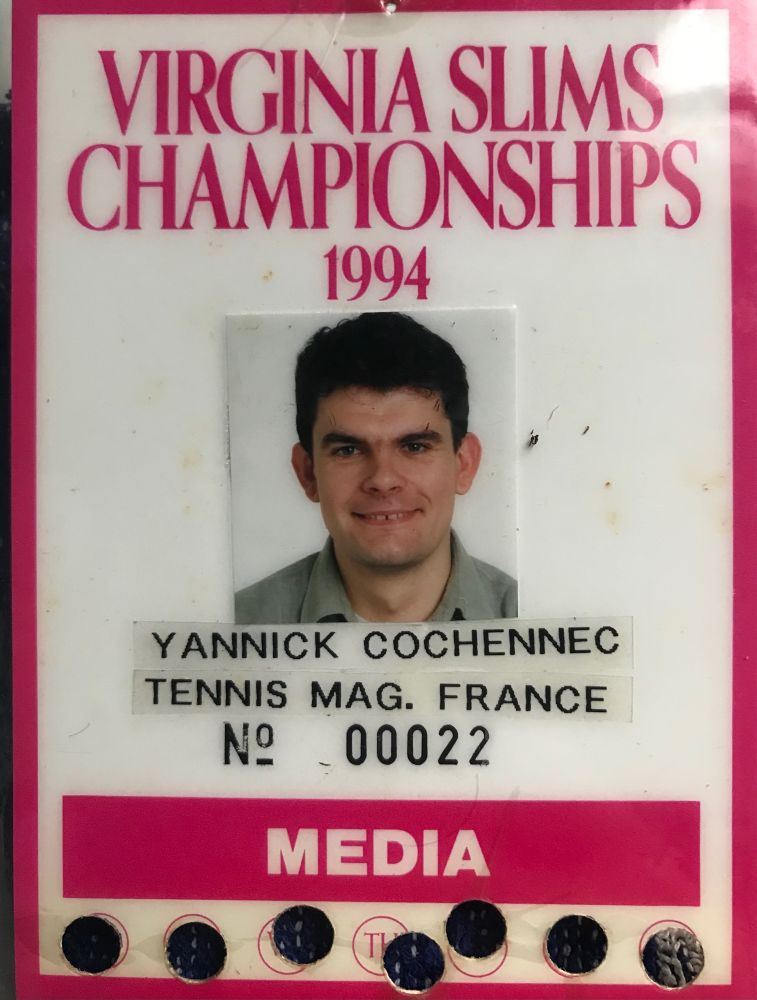 VIRGINIA SLIMS
CHAMPIONSHIPS
1994
YANNICK COCHENNEC
TENNIS MAG. FRANCE
Nº 00022
MEDIA